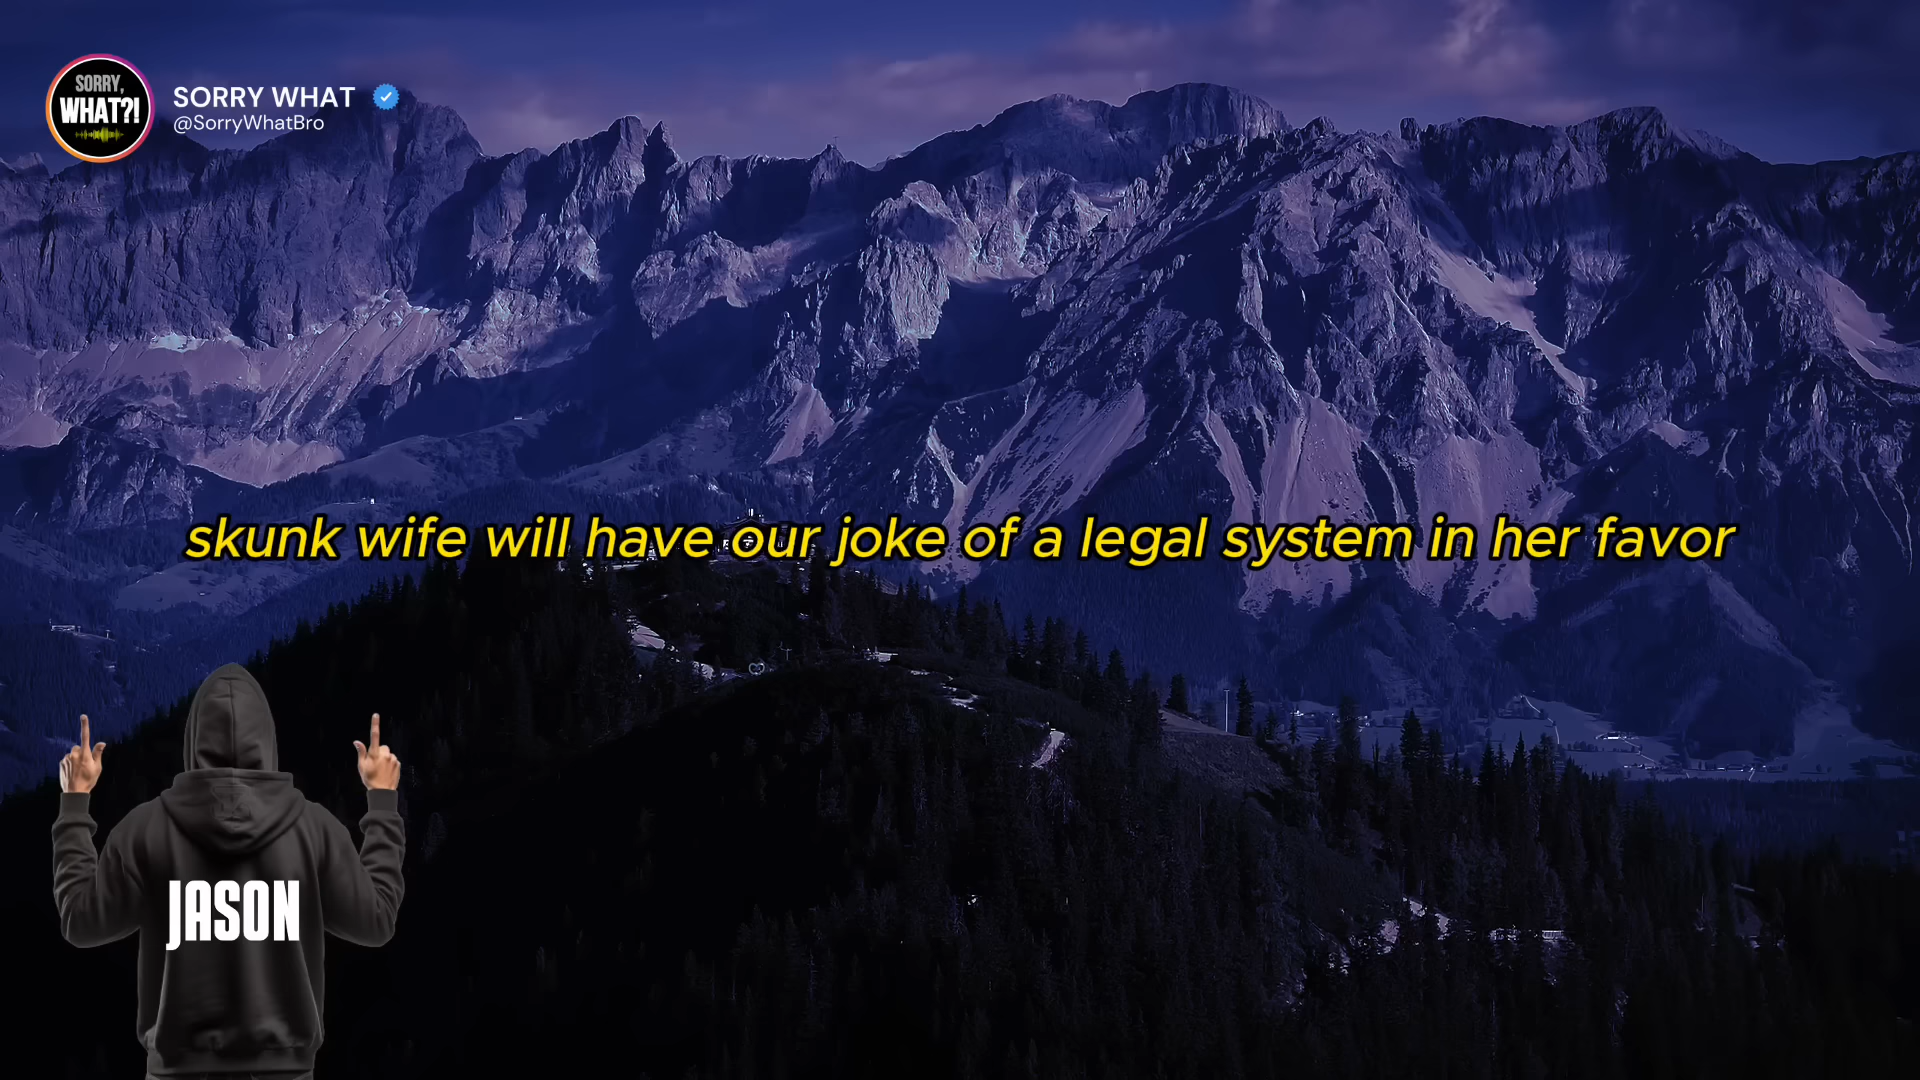 SORRY,
WHAT?!
SORRY WHAT
@SorryWhatBro
skunk wife will have our joke of a legal system in her favor
JASON